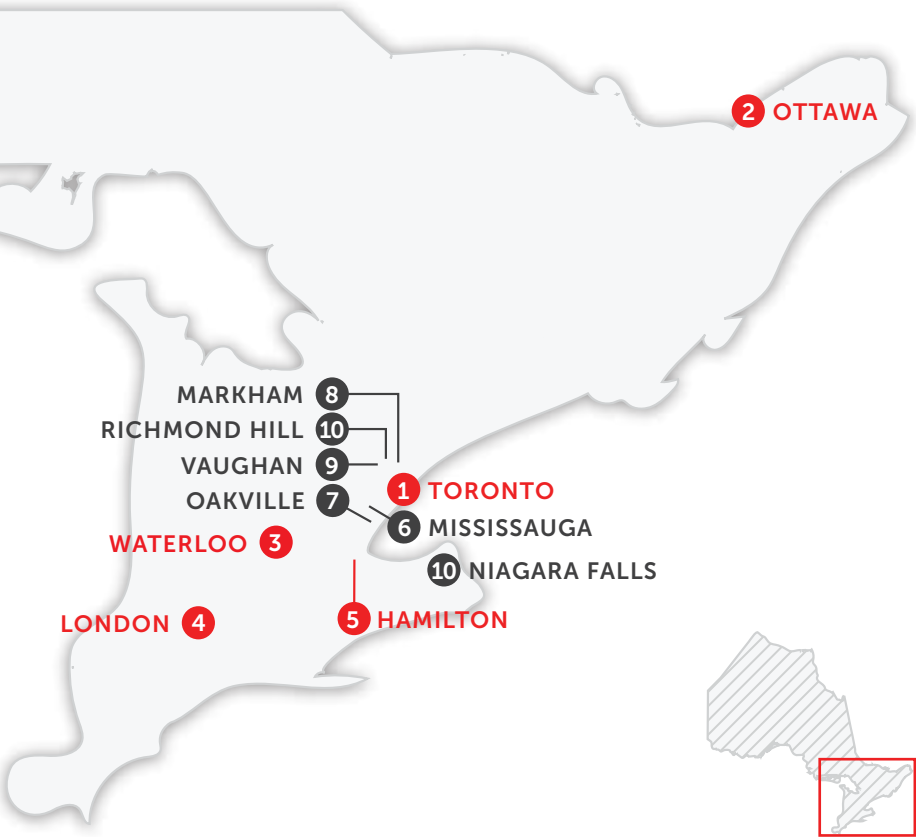 2 OTTAWA
MARKHAM 8
RICHMOND HILL 10
VAUGHAN 9
OAKVILLE 7
1 TORONTO
6 MISSISSAUGA
WATERLOO 3
10 NIAGARA FALLS
LONDON 4
5 HAMILTON